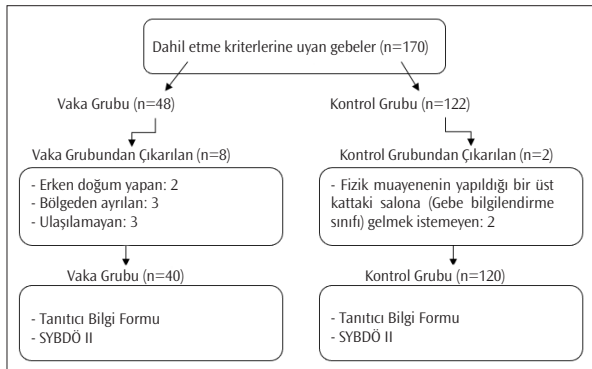 Dahil etme kriterlerine uyan gebeler (n=170)
Vaka Grubu (n=48)
Kontrol Grubu (n=122)
Vaka Grubundan Çıkarılan (n=8)
Kontrol Grubundan Çıkarılan (n=2)
- Erken doğum yapan: 2
- Bölgeden ayrılan: 3
- Ulaşılamayan: 3
- Fizik muayenenin yapıldığı bir üst
kattaki salona (Gebe bilgilendirme
sınıfı) gelmek istemeyen: 2
Vaka Grubu (n=40)
Kontrol Grubu (n=120)
- Tanıtıcı Bilgi Formu
- SYBDÖ II
- Tanıtıcı Bilgi Formu
- SYBDÖ II